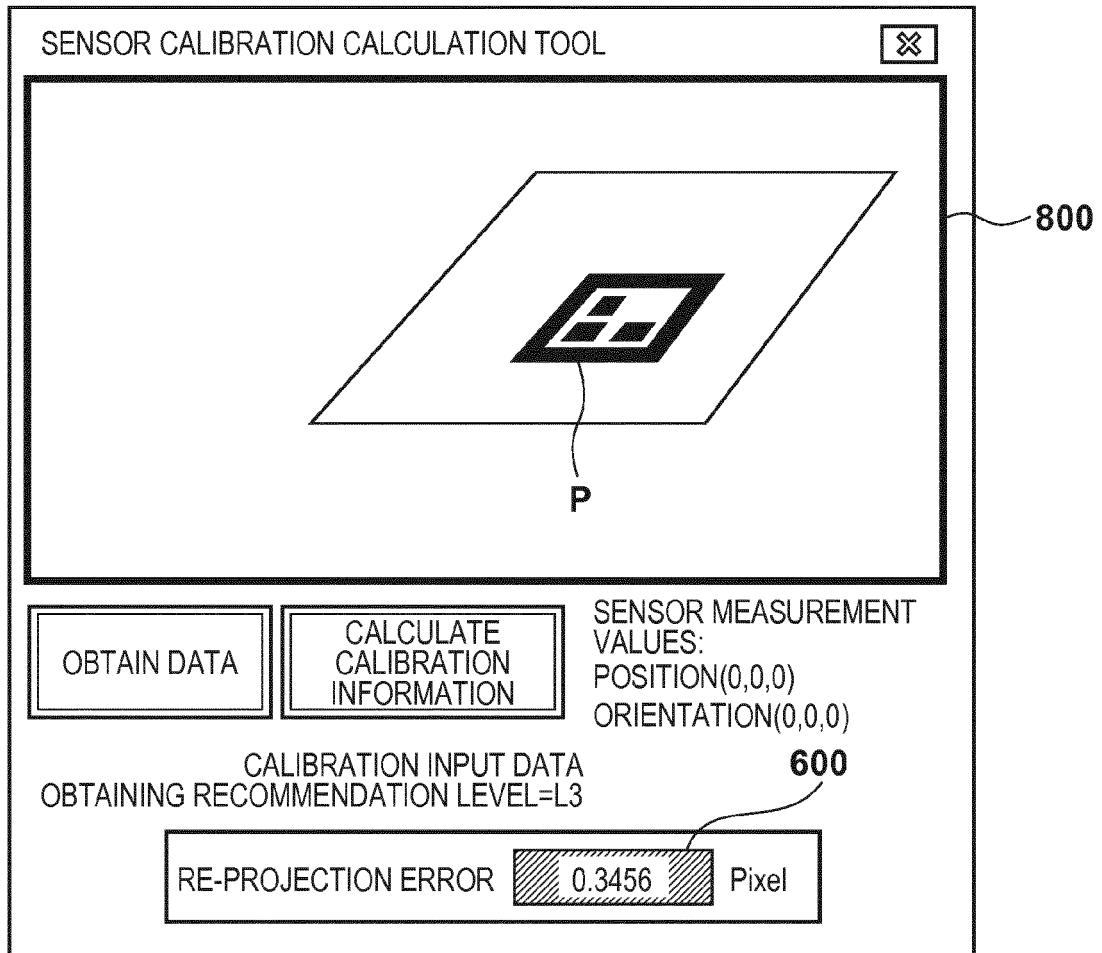 SENSOR CALIBRATION CALCULATION TOOL
800
P
OBTAIN DATA
CALCULATE
CALIBRATION
INFORMATION
SENSOR MEASUREMENT
VALUES:
POSITION(0,0,0)
ORIENTATION(0,0,0)
CALIBRATION INPUT DATA
OBTAINING RECOMMENDATION LEVEL=L3
600
RE-PROJECTION ERROR 0.3456 Pixel